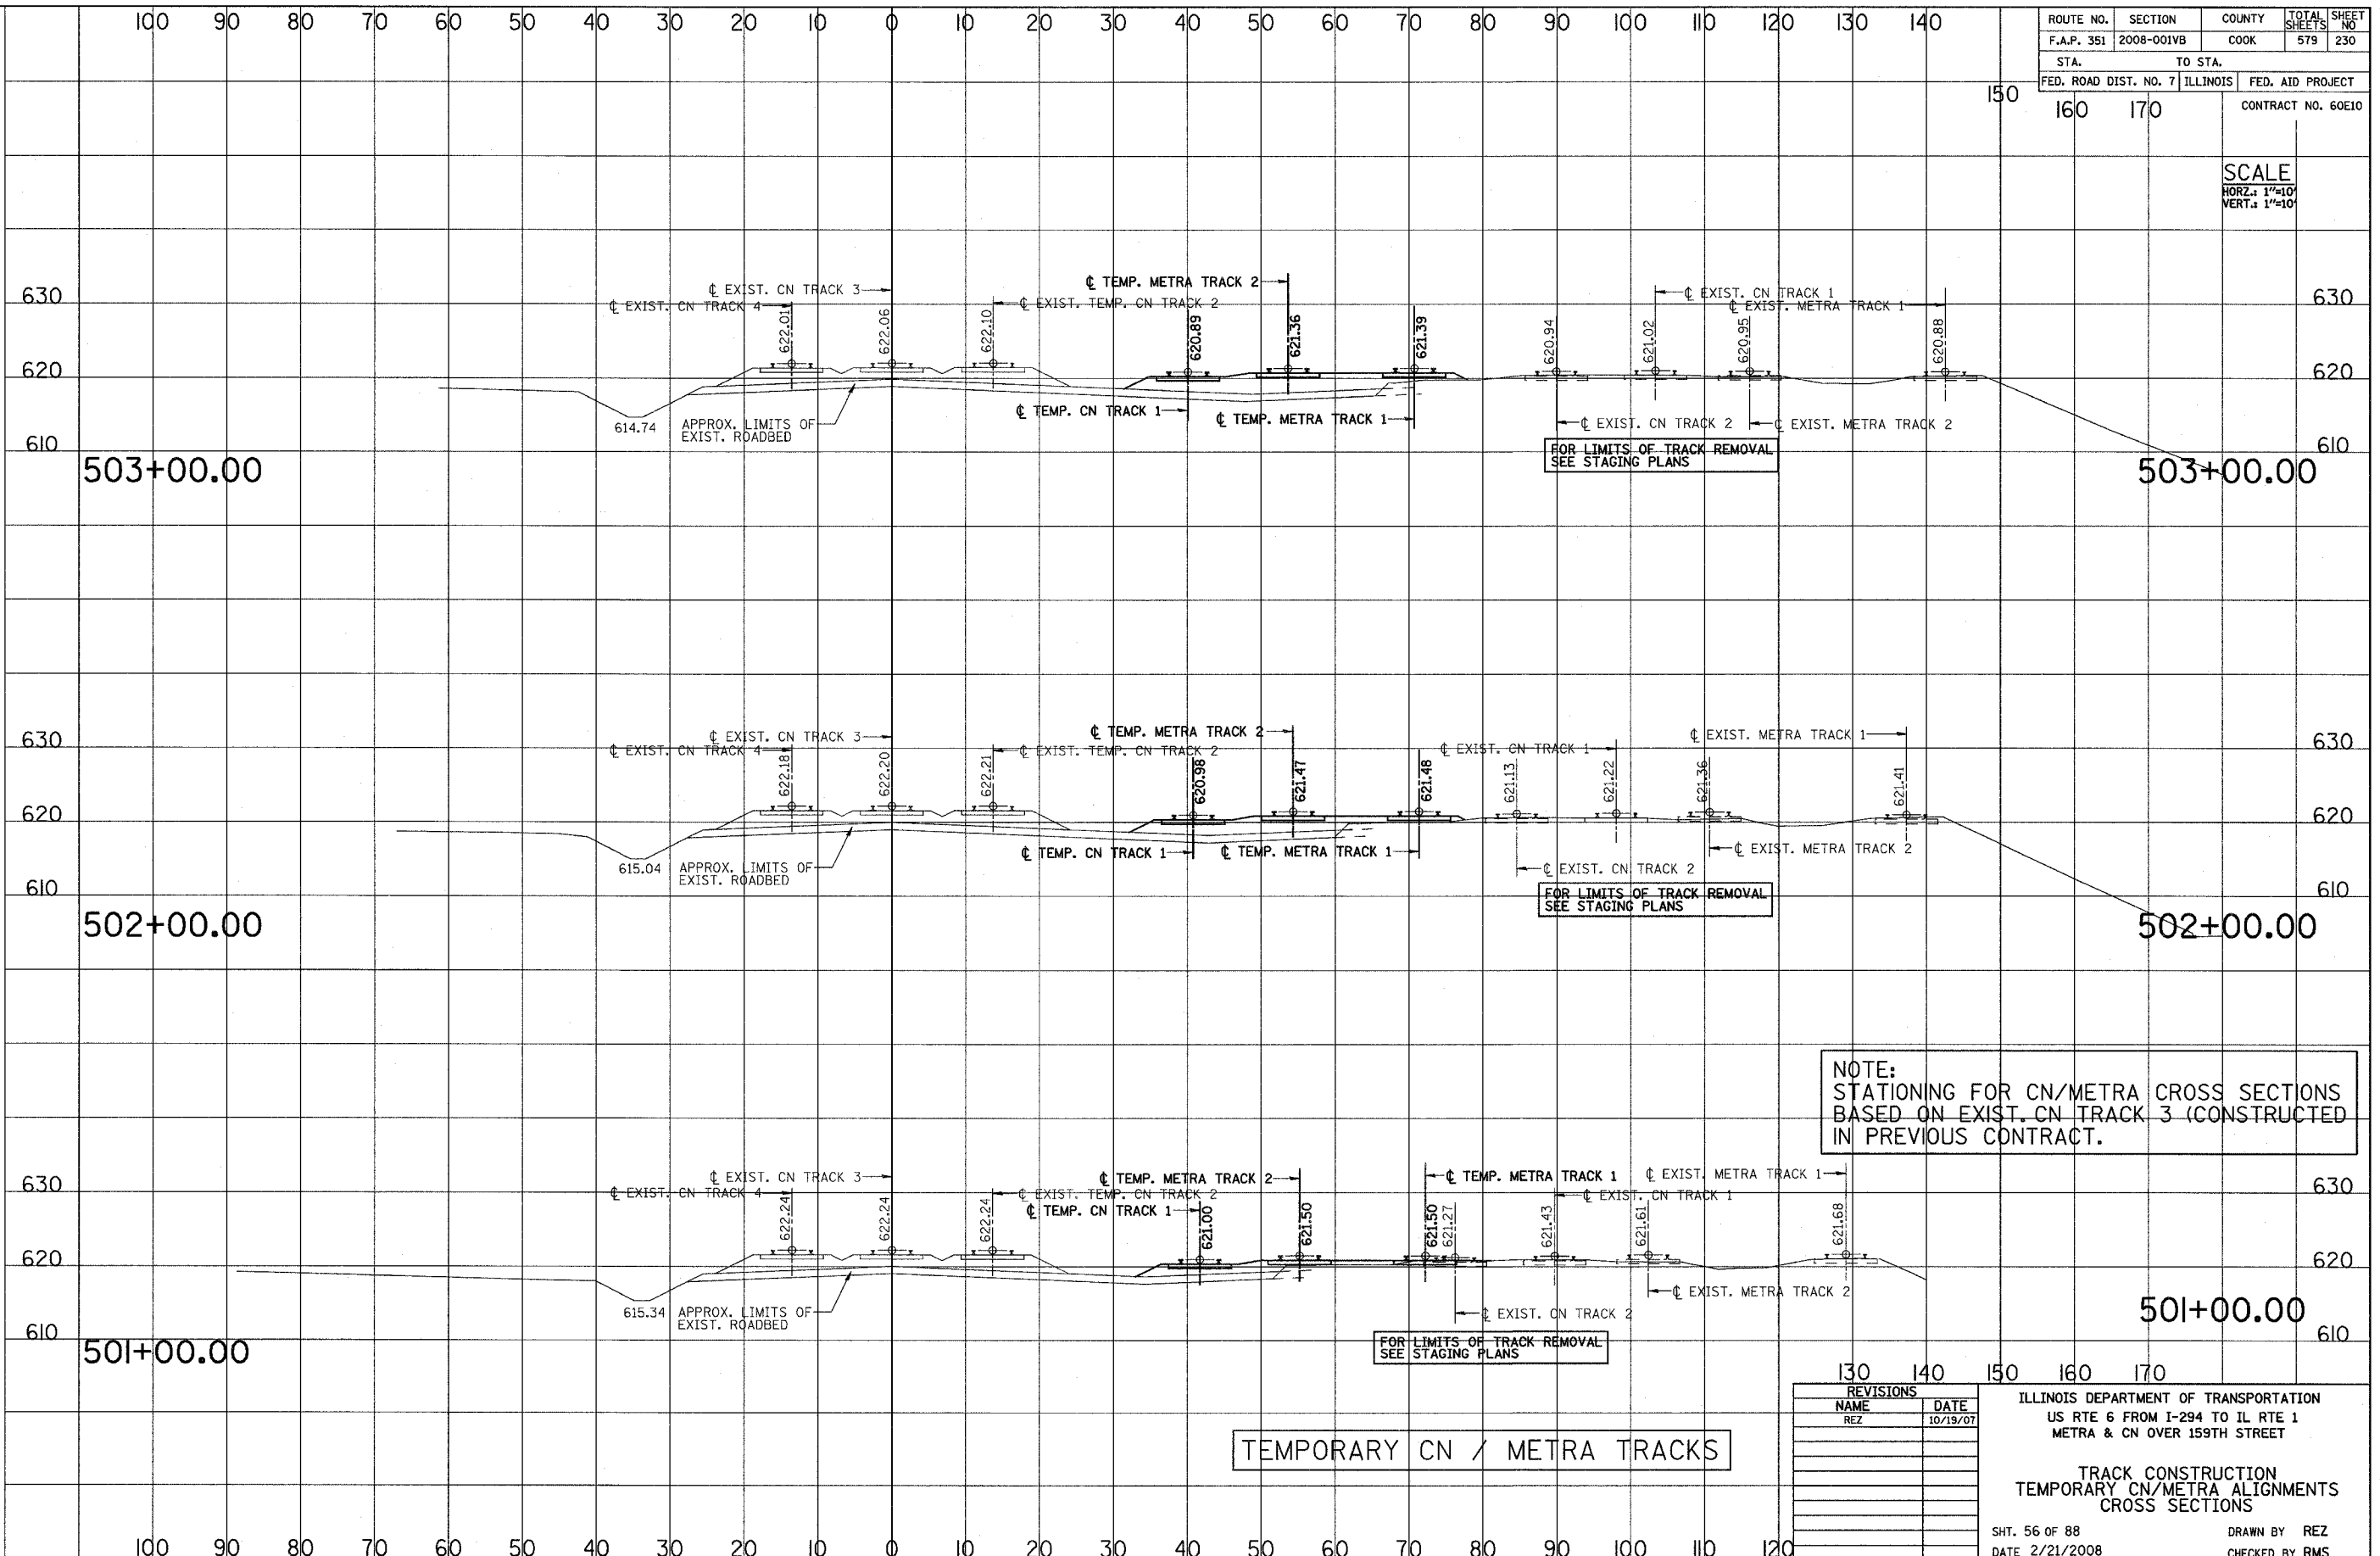 100 90 80 70 60 50 40 30 20 10 0 10 20 30 40 50 60 70 80 90 100 110 120 130 140
ROUTE NO. SECTION COUNTY TOTAL SHEETS SHEET NO
F.A.P. 351 2008-001VB COOK 579 230
STA. TO STA.
FED. ROAD DIST. NO. 7 ILLINOIS FED. AID PROJECT
150 160 170
CONTRACT NO. 60E10
SCALE
HORZ.: 1"=10'
VERT.: 1"=10'
℄ TEMP. METRA TRACK 2
℄ EXIST. CN TRACK 3
℄ EXIST. CN TRACK 1
630 630
℄ EXIST. CN TRACK 4
℄ EXIST. TEMP. CN TRACK 2
℄ EXIST. METRA TRACK 1
622.01 622.06 622.10 620.89 621.36 621.39 620.94 621.02 620.95 620.88
620 620
℄ TEMP. CN TRACK 1
℄ TEMP. METRA TRACK 1
℄ EXIST. CN TRACK 2
℄ EXIST. METRA TRACK 2
614.74
APPROX. LIMITS OF
EXIST. ROADBED
610 610
FOR LIMITS OF TRACK REMOVAL
SEE STAGING PLANS
503+00.00 503+00.00
℄ TEMP. METRA TRACK 2
℄ EXIST. CN TRACK 3
℄ EXIST. METRA TRACK 1
630 630
℄ EXIST. CN TRACK 4
℄ EXIST. TEMP. CN TRACK 2
℄ EXIST. CN TRACK 1
622.18 622.20 622.21 620.98 621.47 621.48 621.13 621.22 621.36 621.41
620 620
℄ TEMP. CN TRACK 1
℄ TEMP. METRA TRACK 1
℄ EXIST. METRA TRACK 2
615.04
APPROX. LIMITS OF
EXIST. ROADBED
℄ EXIST. CN TRACK 2
610 610
FOR LIMITS OF TRACK REMOVAL
SEE STAGING PLANS
502+00.00 502+00.00
NOTE:
STATIONING FOR CN/METRA CROSS SECTIONS
BASED ON EXIST. CN TRACK 3 (CONSTRUCTED
IN PREVIOUS CONTRACT.
℄ EXIST. CN TRACK 3
℄ TEMP. METRA TRACK 2
℄ TEMP. METRA TRACK 1
℄ EXIST. METRA TRACK 1
630 630
℄ EXIST. CN TRACK 4
℄ EXIST. TEMP. CN TRACK 2
℄ EXIST. CN TRACK 1
℄ TEMP. CN TRACK 1
622.24 622.24 622.24 621.00 621.50 621.50 621.27 621.43 621.61 621.68
620 620
℄ EXIST. METRA TRACK 2
615.34
APPROX. LIMITS OF
EXIST. ROADBED
℄ EXIST. CN TRACK 2
501+00.00
610 610
FOR LIMITS OF TRACK REMOVAL
SEE STAGING PLANS
501+00.00
130 140 150 160 170
REVISIONS
NAME DATE
REZ 10/19/07
ILLINOIS DEPARTMENT OF TRANSPORTATION
US RTE 6 FROM I-294 TO IL RTE 1
METRA & CN OVER 159TH STREET
TEMPORARY CN / METRA TRACKS
TRACK CONSTRUCTION
TEMPORARY CN/METRA ALIGNMENTS
CROSS SECTIONS
SHT. 56 OF 88 DRAWN BY REZ
DATE 2/21/2008 CHECKED BY RMS
100 90 80 70 60 50 40 30 20 10 0 10 20 30 40 50 60 70 80 90 100 110 120